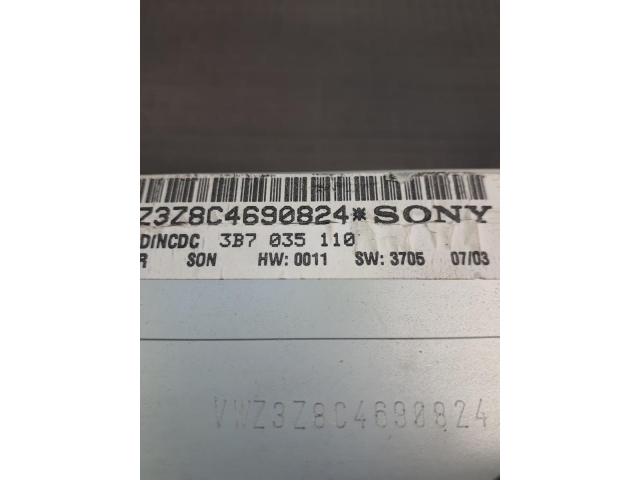 Z3Z8C4690824* SONY
D/NCDC 3B7 035 110
R SON HW: 0011 SW: 3705 07/03
VWZ3Z8C4690824